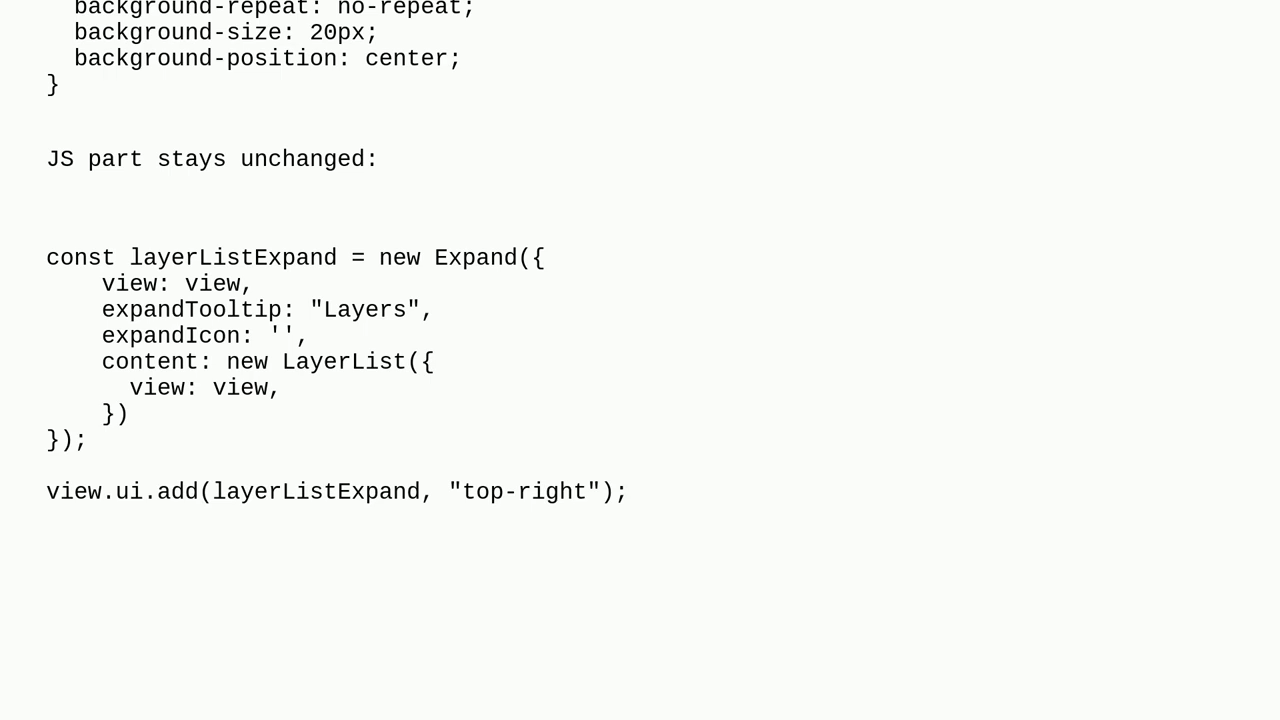 background-repeat: no-repeat;
  background-size: 20px;
  background-position: center;
}
JS part stays unchanged:
const layerListExpand = new Expand({
    view: view,
    expandTooltip: "Layers",
    expandIcon: '',
    content: new LayerList({
      view: view,
    })
});
view.ui.add(layerListExpand, "top-right");